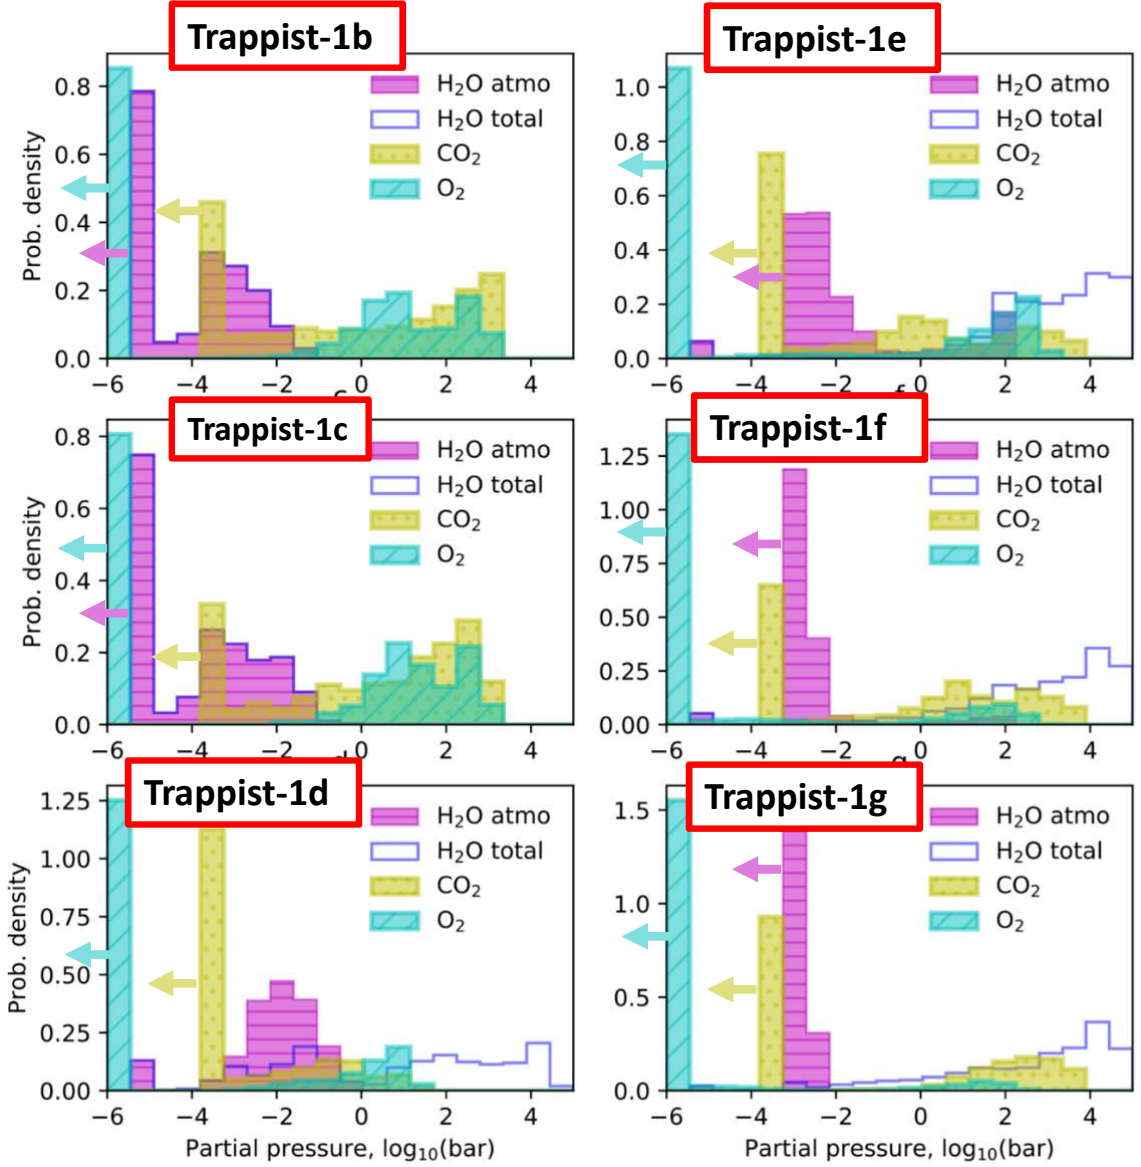 Trappist-1b
H₂O atmo
H₂O total
CO₂
O₂
Prob. density
0.8
0.6
0.4
0.2
0.0
−6 −4 −2 0 2 4
Trappist-1e
H₂O atmo
H₂O total
CO₂
O₂
1.0
0.8
0.6
0.4
0.2
0.0
−6 −4 −2 0 2 4
Trappist-1c
H₂O atmo
H₂O total
CO₂
O₂
Prob. density
0.8
0.6
0.4
0.2
0.0
−6 −4 −2 0 2 4
Trappist-1f
H₂O atmo
H₂O total
CO₂
O₂
1.25
1.00
0.75
0.50
0.25
0.00
−6 −4 −2 0 2 4
Trappist-1d
H₂O atmo
H₂O total
CO₂
O₂
Prob. density
1.25
1.00
0.75
0.50
0.25
0.00
−6 −4 −2 0 2 4
Partial pressure, log₁₀(bar)
Trappist-1g
H₂O atmo
H₂O total
CO₂
O₂
1.5
1.0
0.5
0.0
−6 −4 −2 0 2 4
Partial pressure, log₁₀(bar)